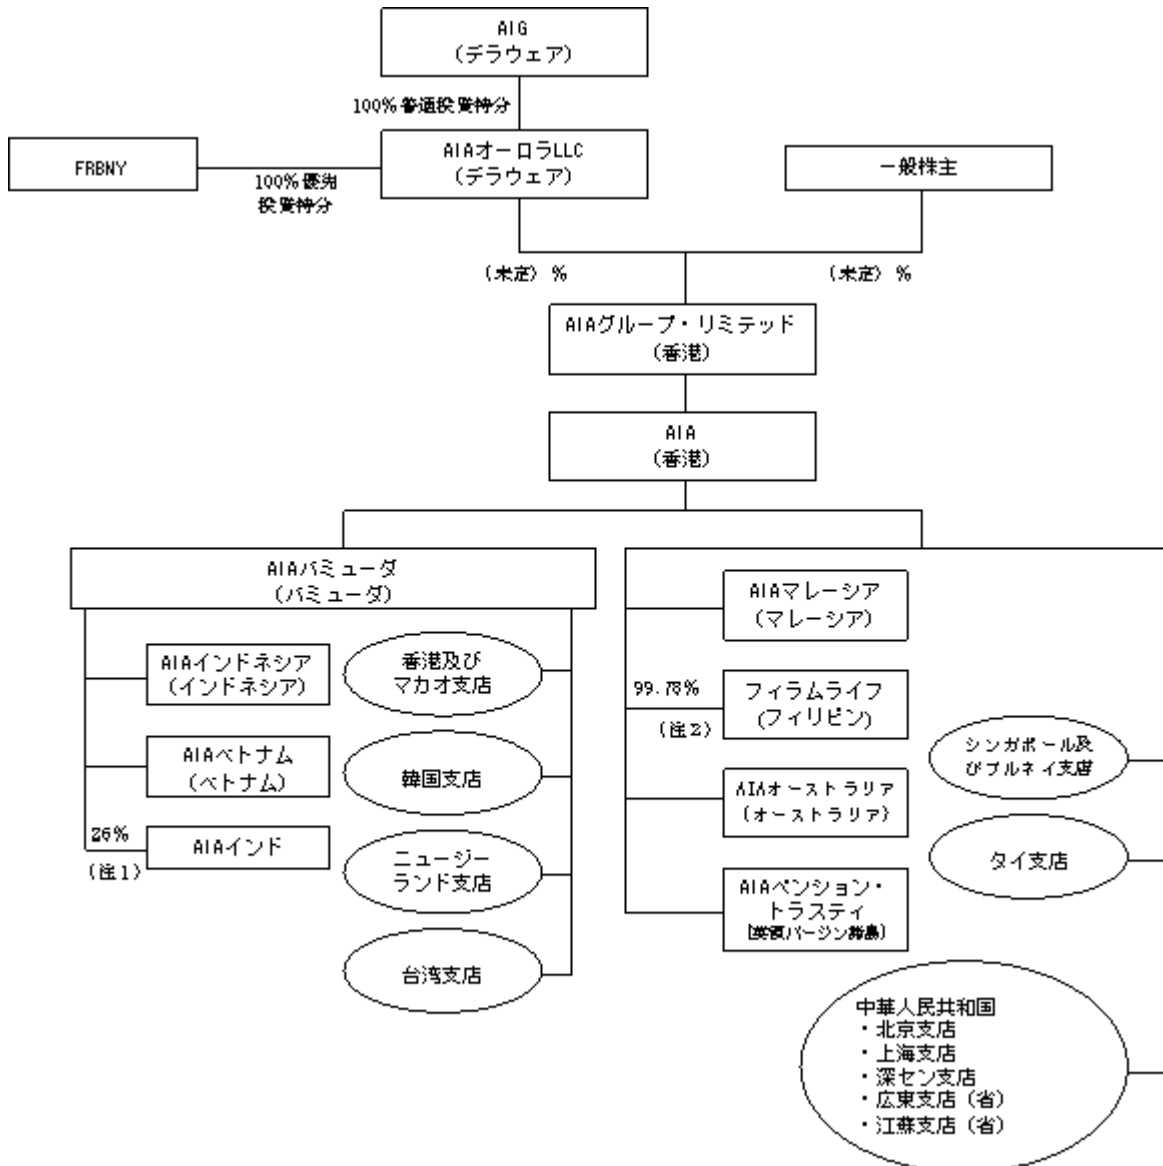 AIG
(デラウェア)
100% 普通投資持分
FRBNY
AIAオーロラLLC
(デラウェア)
一般株主
100% 優先
投資持分
(未定) %
(未定) %
AIAグループ・リミテッド
(香港)
AIA
(香港)
AIAバミューダ
(バミューダ)
AIAインドネシア
(インドネシア)
AIAベトナム
(ベトナム)
26%
(注1)
AIAインド
香港及び
マカオ支店
韓国支店
ニュージー
ランド支店
台湾支店
AIAマレーシア
(マレーシア)
99.78%
(注2)
フィラムライフ
(フィリピン)
AIAオーストラリア
(オーストラリア)
AIAペンション・
トラスティ
(英領バージン諸島)
シンガポール及
びブルネイ支店
タイ支店
中華人民共和国
・北京支店
・上海支店
・深セン支店
・広東支店(省)
・江蘇支店(省)